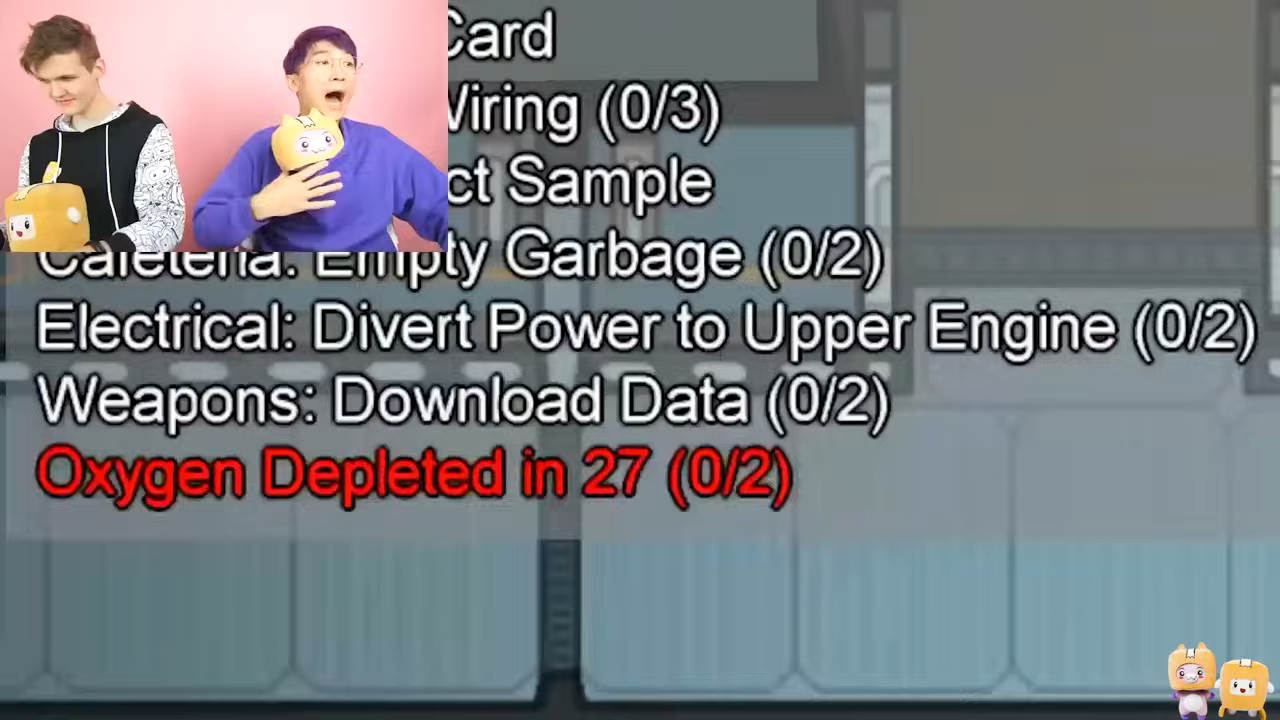 Card
Wiring (0/3)
ct Sample
Cafeteria: Empty Garbage (0/2)
Electrical: Divert Power to Upper Engine (0/2)
Weapons: Download Data (0/2)
Oxygen Depleted in 27 (0/2)